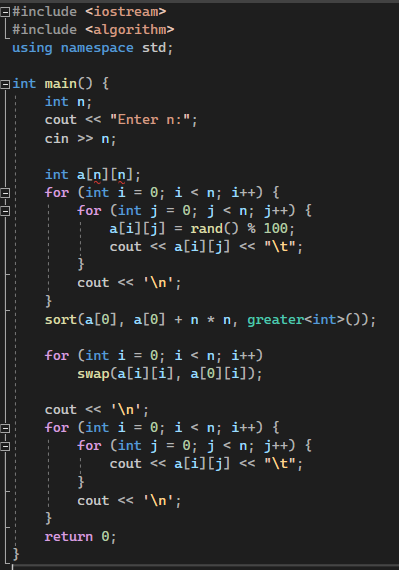 #include <iostream>
#include <algorithm>
using namespace std;

int main() {
    int n;
    cout << "Enter n:";
    cin >> n;

    int a[n][n];
    for (int i = 0; i < n; i++) {
        for (int j = 0; j < n; j++) {
            a[i][j] = rand() % 100;
            cout << a[i][j] << "\t";
        }
        cout << '\n';
    }
    sort(a[0], a[0] + n * n, greater<int>());

    for (int i = 0; i < n; i++)
        swap(a[i][i], a[0][i]);

    cout << '\n';
    for (int i = 0; i < n; i++) {
        for (int j = 0; j < n; j++) {
            cout << a[i][j] << "\t";
        }
        cout << '\n';
    }
    return 0;
}